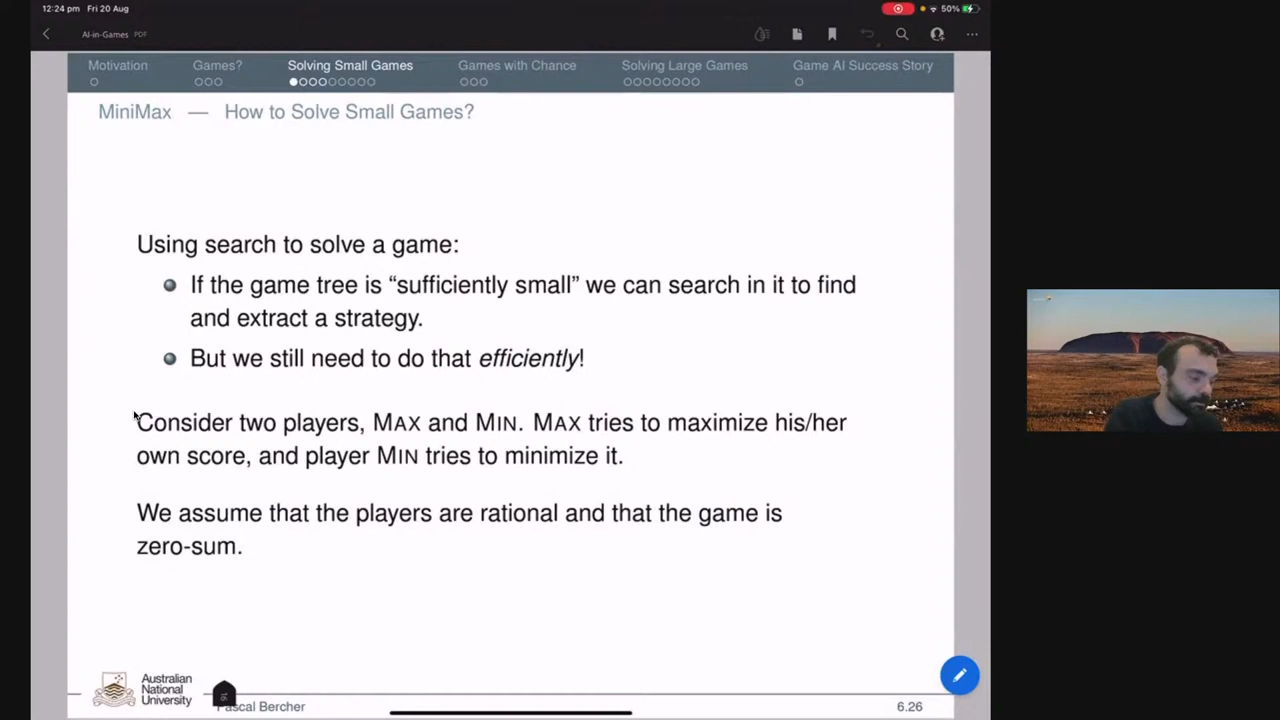 12:24 pm Fri 20 Aug
50%
AI-in-Games PDF
Motivation Games? Solving Small Games Games with Chance Solving Large Games Game AI Success Story
MiniMax — How to Solve Small Games?
Using search to solve a game:
If the game tree is “sufficiently small” we can search in it to find
and extract a strategy.
But we still need to do that efficiently!
Consider two players, MAX and MIN. MAX tries to maximize his/her
own score, and player MIN tries to minimize it.
We assume that the players are rational and that the game is
zero-sum.
Australian
National
University
Pascal Bercher
6.26